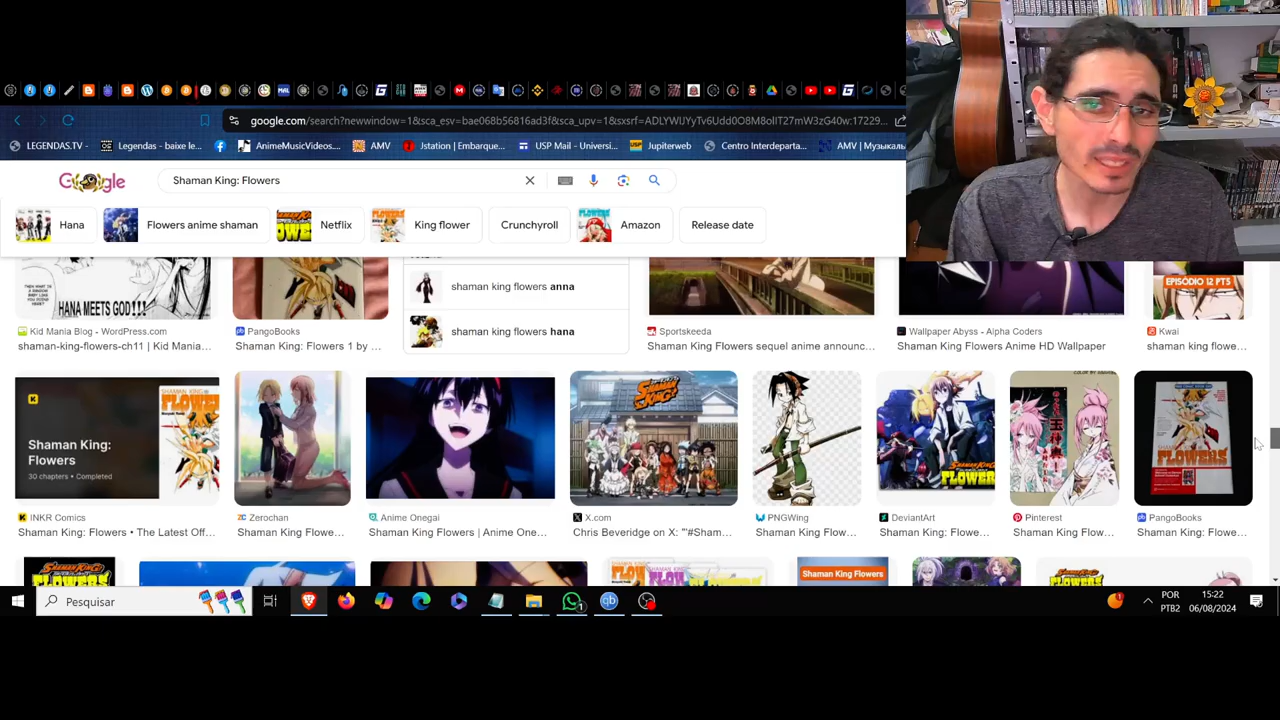 google.com/search?newwindow=1&sca_esv=bae068b56816ad3f&sca_upv=1&sxsrf=ADLYWIJYyTv6Udd0O8M8oIIT27mW3zG40w:17229...
LEGENDAS.TV -
Legendas - baixe le...
AnimeMusicVideos....
AMV
Jstation | Embarque...
USP Mail - Universi...
Jupiterweb
Centro Interdeparta...
AMV | Музыкаль
Google
Shaman King: Flowers
Hana
Flowers anime shaman
Netflix
King flower
Crunchyroll
Amazon
Release date
HANA MEETS GOD!!!
shaman king flowers anna
shaman king flowers hana
EPISÓDIO 12 PT3
Kid Mania Blog - WordPress.com
shaman-king-flowers-ch11 | Kid Mania...
PangoBooks
Shaman King: Flowers 1 by ...
Sportskeeda
Shaman King Flowers sequel anime announc...
Wallpaper Abyss - Alpha Coders
Shaman King Flowers Anime HD Wallpaper
Kwai
shaman king flowe...
Shaman King:
Flowers
30 chapters • Completed
SHAMAN KING
FLOWERS
INKR Comics
Shaman King: Flowers • The Latest Off...
Zerochan
Shaman King Flowe...
Anime Onegai
Shaman King Flowers | Anime One...
X.com
Chris Beveridge on X: "'#Sham...
PNGWing
Shaman King Flow...
DeviantArt
Shaman King: Flowe...
Pinterest
Shaman King Flow...
PangoBooks
Shaman King: Flowe...
Shaman King: Flowers
Pesquisar
POR
PTB2
15:22
06/08/2024